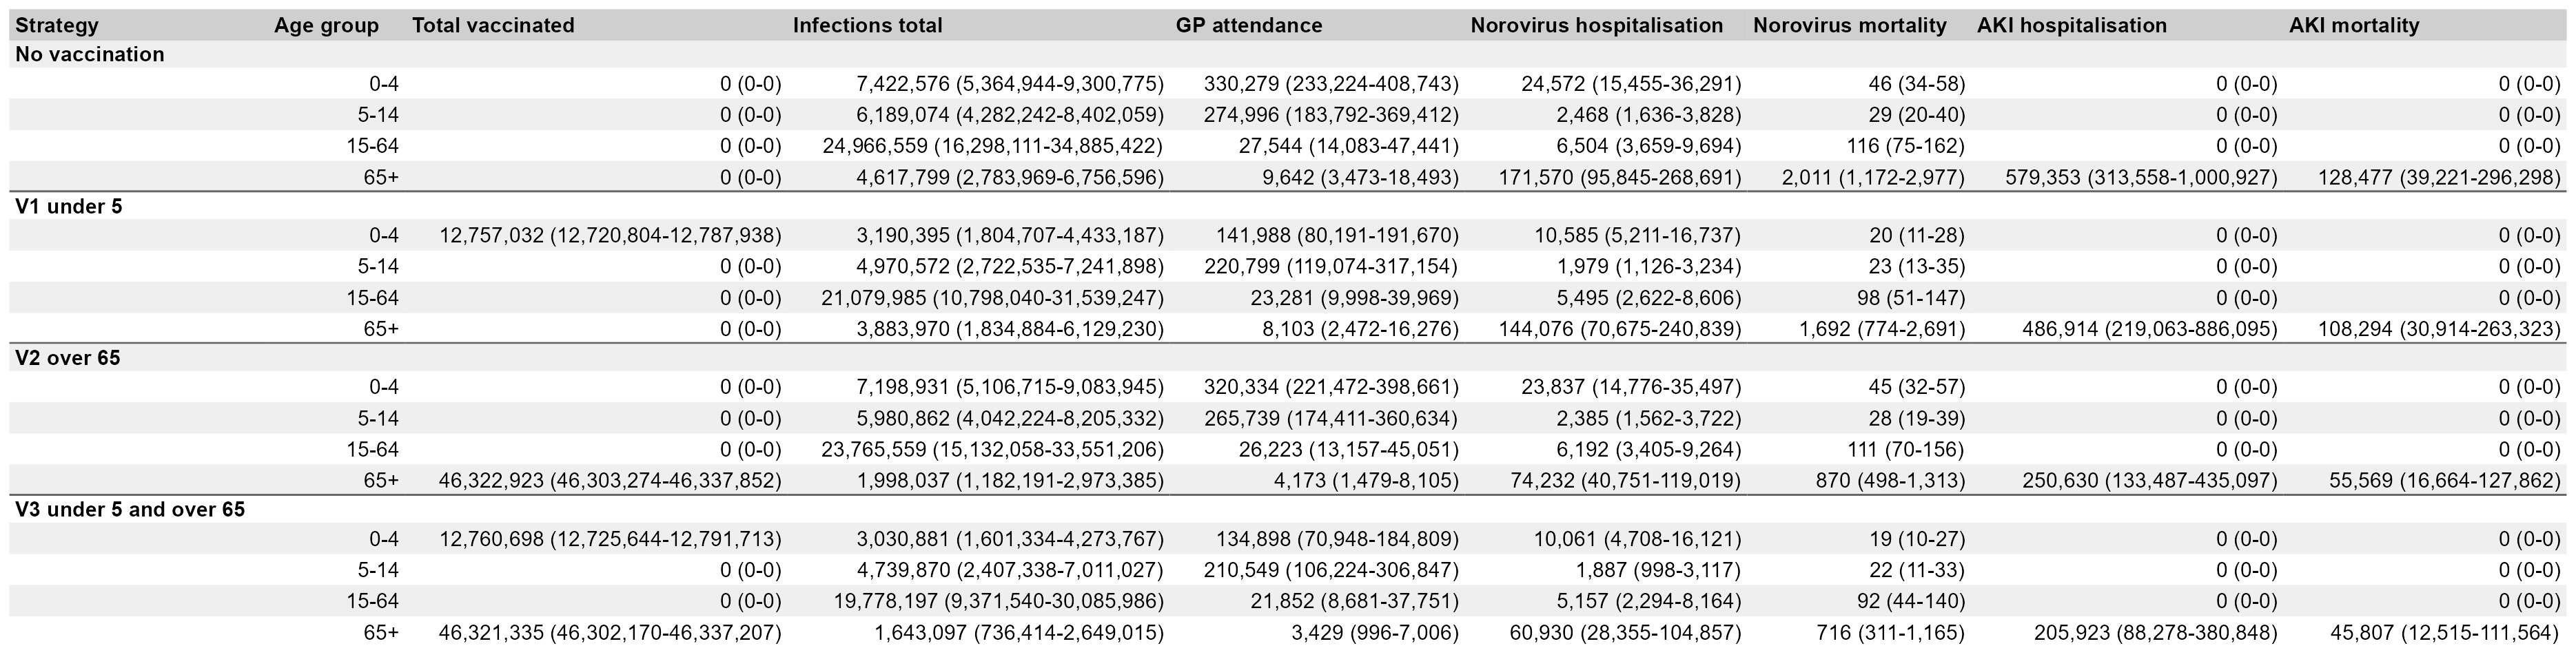 Strategy Age group Total vaccinated Infections total GP attendance Norovirus hospitalisation Norovirus mortality AKI hospitalisation AKI mortality
No vaccination
0-4 0 (0-0) 7,422,576 (5,364,944-9,300,775) 330,279 (233,224-408,743) 24,572 (15,455-36,291) 46 (34-58) 0 (0-0) 0 (0-0)
5-14 0 (0-0) 6,189,074 (4,282,242-8,402,059) 274,996 (183,792-369,412) 2,468 (1,636-3,828) 29 (20-40) 0 (0-0) 0 (0-0)
15-64 0 (0-0) 24,966,559 (16,298,111-34,885,422) 27,544 (14,083-47,441) 6,504 (3,659-9,694) 116 (75-162) 0 (0-0) 0 (0-0)
65+ 0 (0-0) 4,617,799 (2,783,969-6,756,596) 9,642 (3,473-18,493) 171,570 (95,845-268,691) 2,011 (1,172-2,977) 579,353 (313,558-1,000,927) 128,477 (39,221-296,298)
V1 under 5
0-4 12,757,032 (12,720,804-12,787,938) 3,190,395 (1,804,707-4,433,187) 141,988 (80,191-191,670) 10,585 (5,211-16,737) 20 (11-28) 0 (0-0) 0 (0-0)
5-14 0 (0-0) 4,970,572 (2,722,535-7,241,898) 220,799 (119,074-317,154) 1,979 (1,126-3,234) 23 (13-35) 0 (0-0) 0 (0-0)
15-64 0 (0-0) 21,079,985 (10,798,040-31,539,247) 23,281 (9,998-39,969) 5,495 (2,622-8,606) 98 (51-147) 0 (0-0) 0 (0-0)
65+ 0 (0-0) 3,883,970 (1,834,884-6,129,230) 8,103 (2,472-16,276) 144,076 (70,675-240,839) 1,692 (774-2,691) 486,914 (219,063-886,095) 108,294 (30,914-263,323)
V2 over 65
0-4 0 (0-0) 7,198,931 (5,106,715-9,083,945) 320,334 (221,472-398,661) 23,837 (14,776-35,497) 45 (32-57) 0 (0-0) 0 (0-0)
5-14 0 (0-0) 5,980,862 (4,042,224-8,205,332) 265,739 (174,411-360,634) 2,385 (1,562-3,722) 28 (19-39) 0 (0-0) 0 (0-0)
15-64 0 (0-0) 23,765,559 (15,132,058-33,551,206) 26,223 (13,157-45,051) 6,192 (3,405-9,264) 111 (70-156) 0 (0-0) 0 (0-0)
65+ 46,322,923 (46,303,274-46,337,852) 1,998,037 (1,182,191-2,973,385) 4,173 (1,479-8,105) 74,232 (40,751-119,019) 870 (498-1,313) 250,630 (133,487-435,097) 55,569 (16,664-127,862)
V3 under 5 and over 65
0-4 12,760,698 (12,725,644-12,791,713) 3,030,881 (1,601,334-4,273,767) 134,898 (70,948-184,809) 10,061 (4,708-16,121) 19 (10-27) 0 (0-0) 0 (0-0)
5-14 0 (0-0) 4,739,870 (2,407,338-7,011,027) 210,549 (106,224-306,847) 1,887 (998-3,117) 22 (11-33) 0 (0-0) 0 (0-0)
15-64 0 (0-0) 19,778,197 (9,371,540-30,085,986) 21,852 (8,681-37,751) 5,157 (2,294-8,164) 92 (44-140) 0 (0-0) 0 (0-0)
65+ 46,321,335 (46,302,170-46,337,207) 1,643,097 (736,414-2,649,015) 3,429 (996-7,006) 60,930 (28,355-104,857) 716 (311-1,165) 205,923 (88,278-380,848) 45,807 (12,515-111,564)